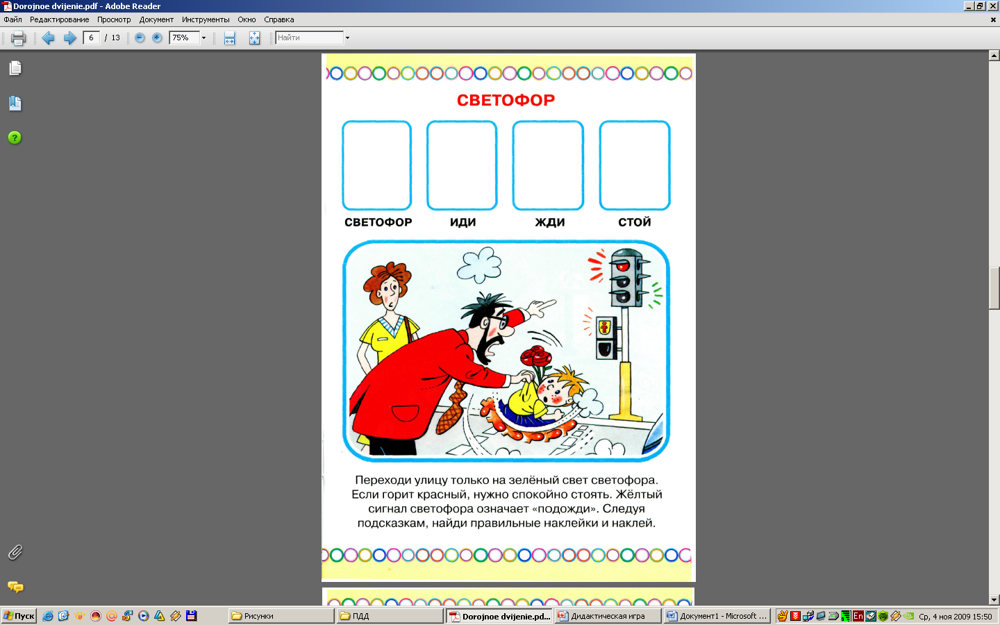 Dorojnoe dvijenie.pdf - Adobe Reader
Файл Редактирование Просмотр Документ Инструменты Окно Справка
6 / 13 75% Найти
СВЕТОФОР
СВЕТОФОР ИДИ ЖДИ СТОЙ
Переходи улицу только на зелёный свет светофора.
Если горит красный, нужно спокойно стоять. Жёлтый
сигнал светофора означает «подожди». Следуя
подсказкам, найди правильные наклейки и наклей.
Пуск Рисунки ПДД Dorojnoe dvijenie.pd... Дидактическая игра Документ1 - Microsoft ... En Ср, 4 ноя 2009 15:50